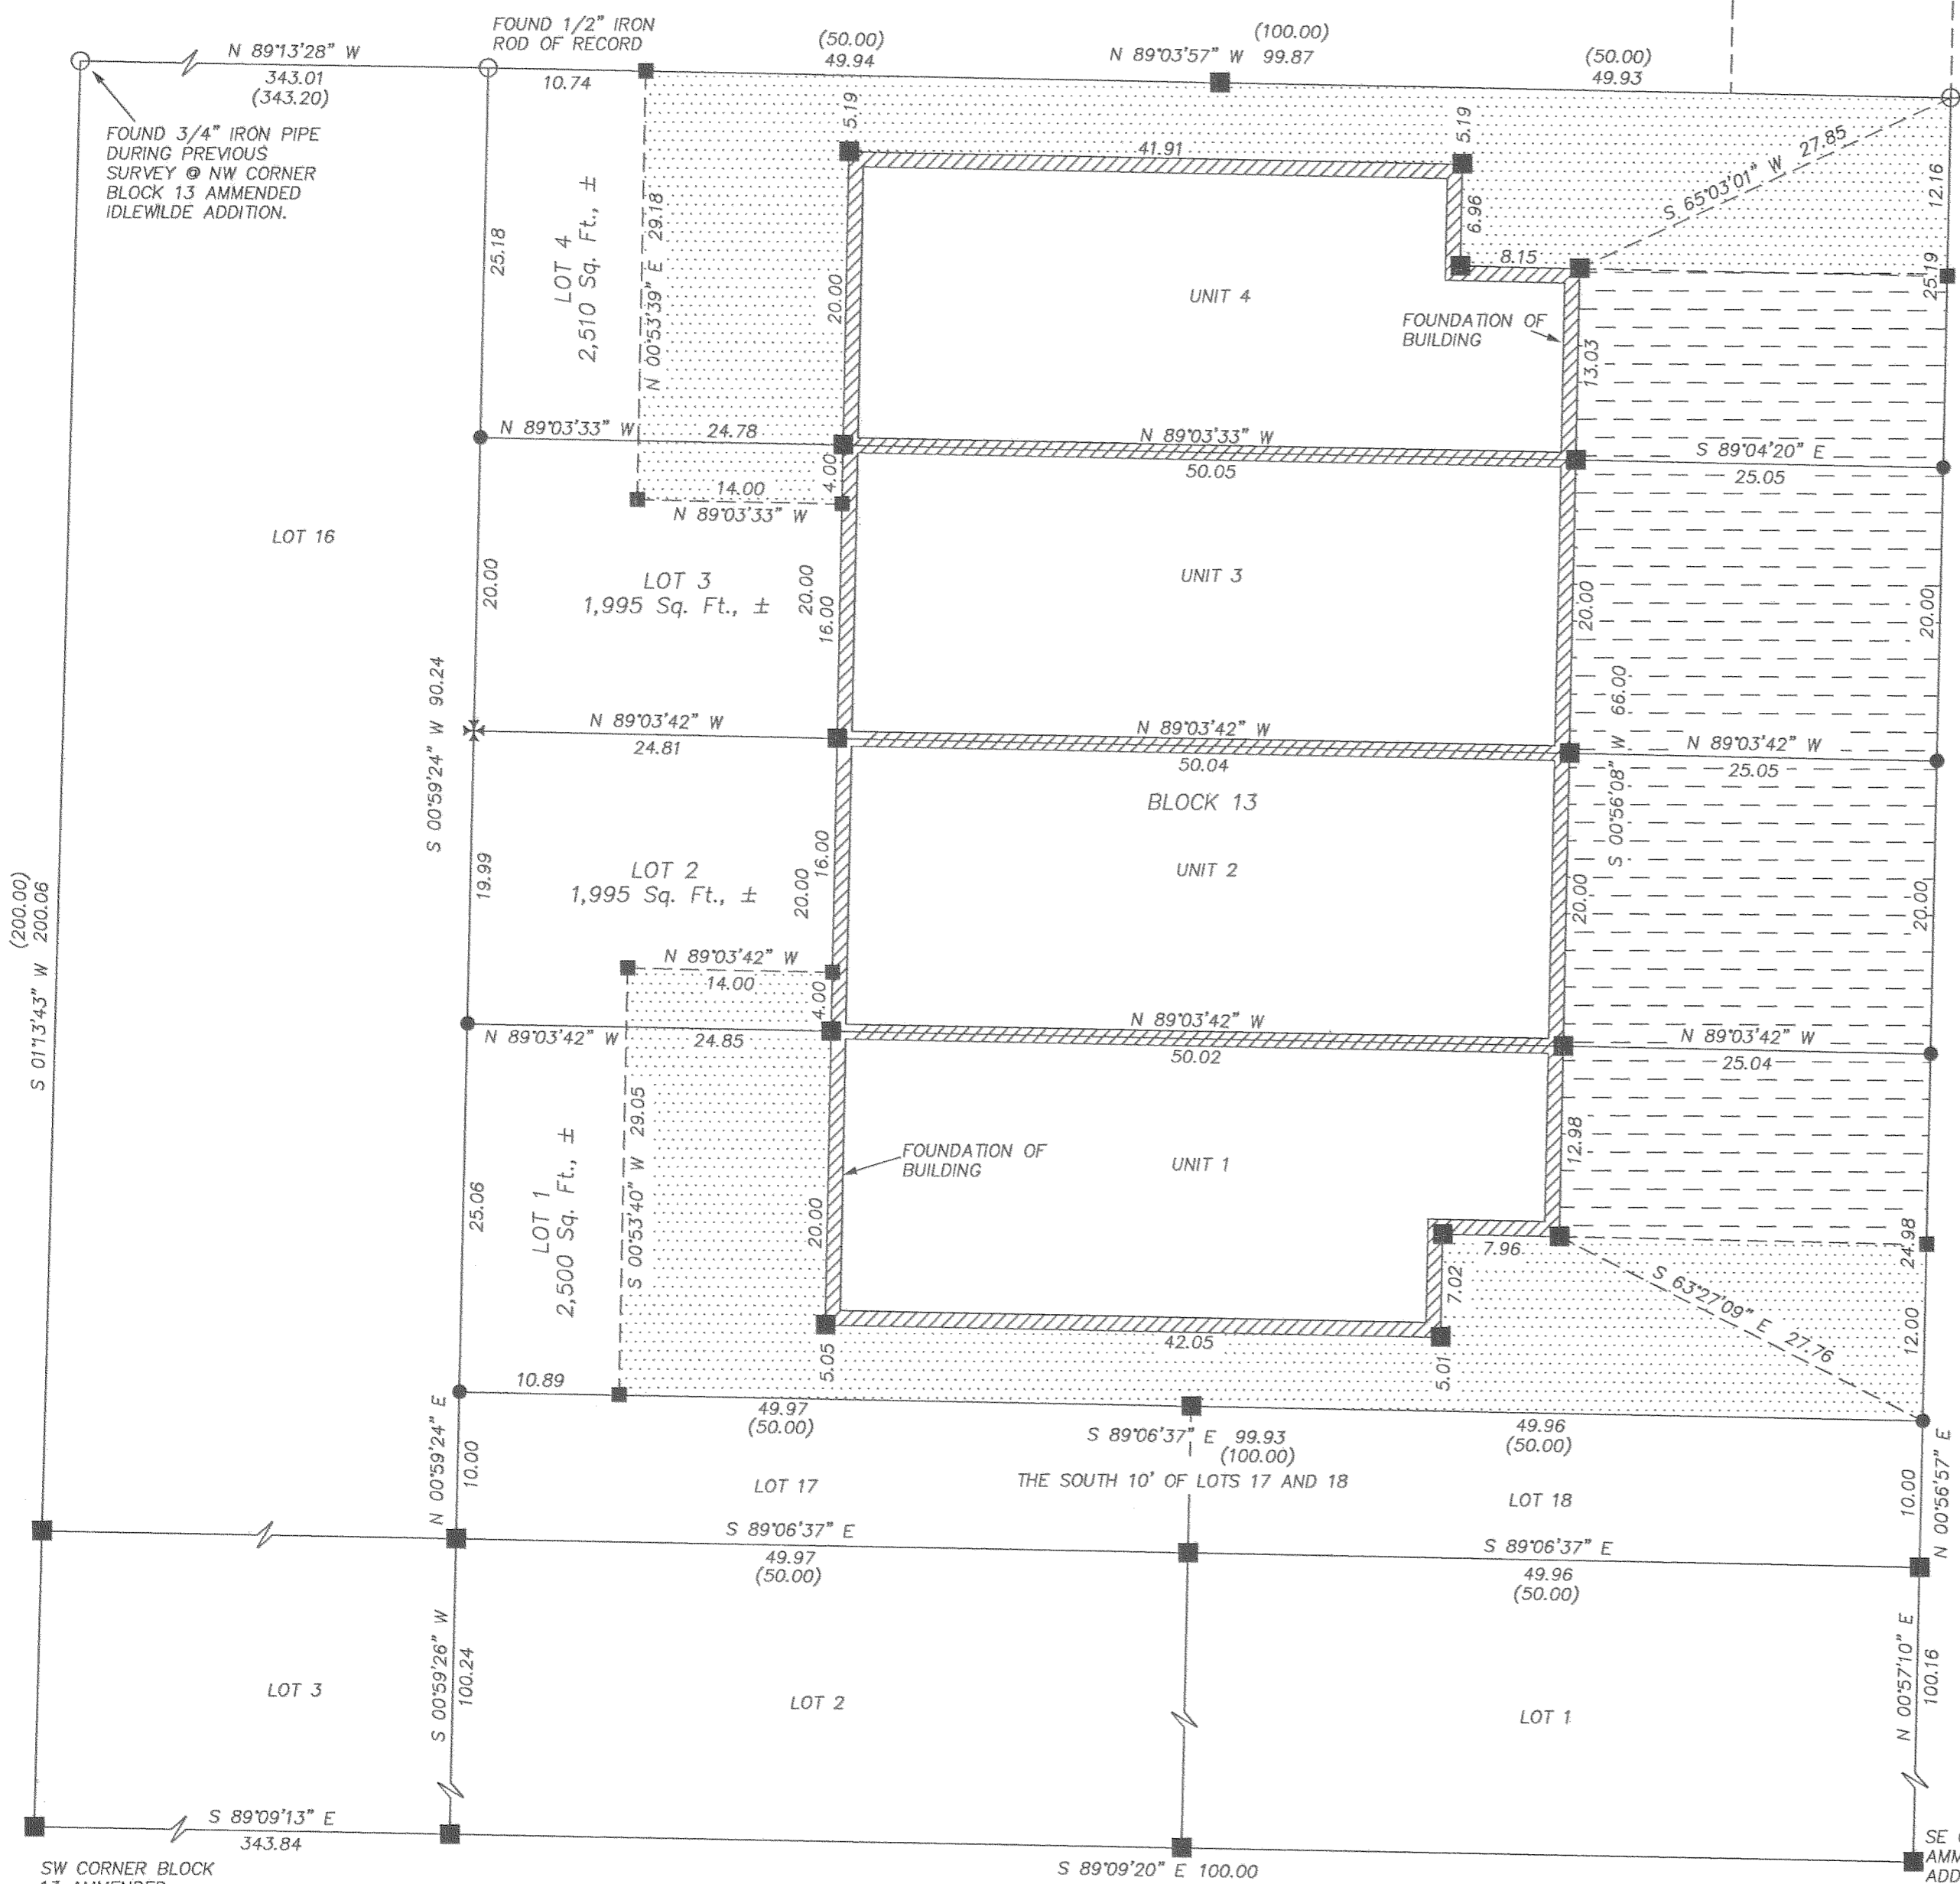 FOUND 1/2" IRON
ROD OF RECORD
N 89°13'28" W
343.01
(343.20)
10.74
(50.00)
49.94
(100.00)
N 89°03'57" W 99.87
(50.00)
49.93
FOUND 3/4" IRON PIPE
DURING PREVIOUS
SURVEY @ NW CORNER
BLOCK 13 AMMENDED
IDLEWILDE ADDITION.
5.19
41.91
5.19
S 65°03'01" W 27.85
12.16
25.18
LOT 4
2,510 Sq. Ft., ±
N 00°53'39" E 29.18
20.00
6.96
8.15
25.19
UNIT 4
FOUNDATION OF
BUILDING
13.03
N 89°03'33" W
24.78
N 89°03'33" W
50.05
S 89°04'20" E
25.05
4.00
14.00
N 89°03'33" W
LOT 16
20.00
LOT 3
1,995 Sq. Ft., ±
20.00
16.00
UNIT 3
20.00
20.00
S 00°59'24" W 90.24
S 00°56'08" W 66.00
N 89°03'42" W
24.81
N 89°03'42" W
50.04
N 89°03'42" W
25.05
BLOCK 13
19.99
LOT 2
1,995 Sq. Ft., ±
20.00
16.00
UNIT 2
20.00
20.00
(200.00)
S 01°13'43" W 200.06
N 89°03'42" W
14.00
4.00
N 89°03'42" W
24.85
N 89°03'42" W
50.02
N 89°03'42" W
25.04
25.06
LOT 1
2,500 Sq. Ft., ±
S 00°53'40" W 29.05
20.00
FOUNDATION OF
BUILDING
UNIT 1
12.98
7.96
7.02
24.98
S 63°27'09" E 27.76
12.00
5.05
42.05
5.01
10.89
49.97
(50.00)
S 89°06'37" E 99.93
(100.00)
49.96
(50.00)
N 00°59'24" E
10.00
LOT 17
THE SOUTH 10' OF LOTS 17 AND 18
LOT 18
10.00
N 00°56'57" E
S 89°06'37" E
49.97
(50.00)
S 89°06'37" E
49.96
(50.00)
S 00°59'26" W
100.24
N 00°57'10" E
100.16
LOT 3
LOT 2
LOT 1
S 89°09'13" E
343.84
S 89°09'20" E 100.00
SW CORNER BLOCK
13 AMMENDED
SE
AMM
ADD